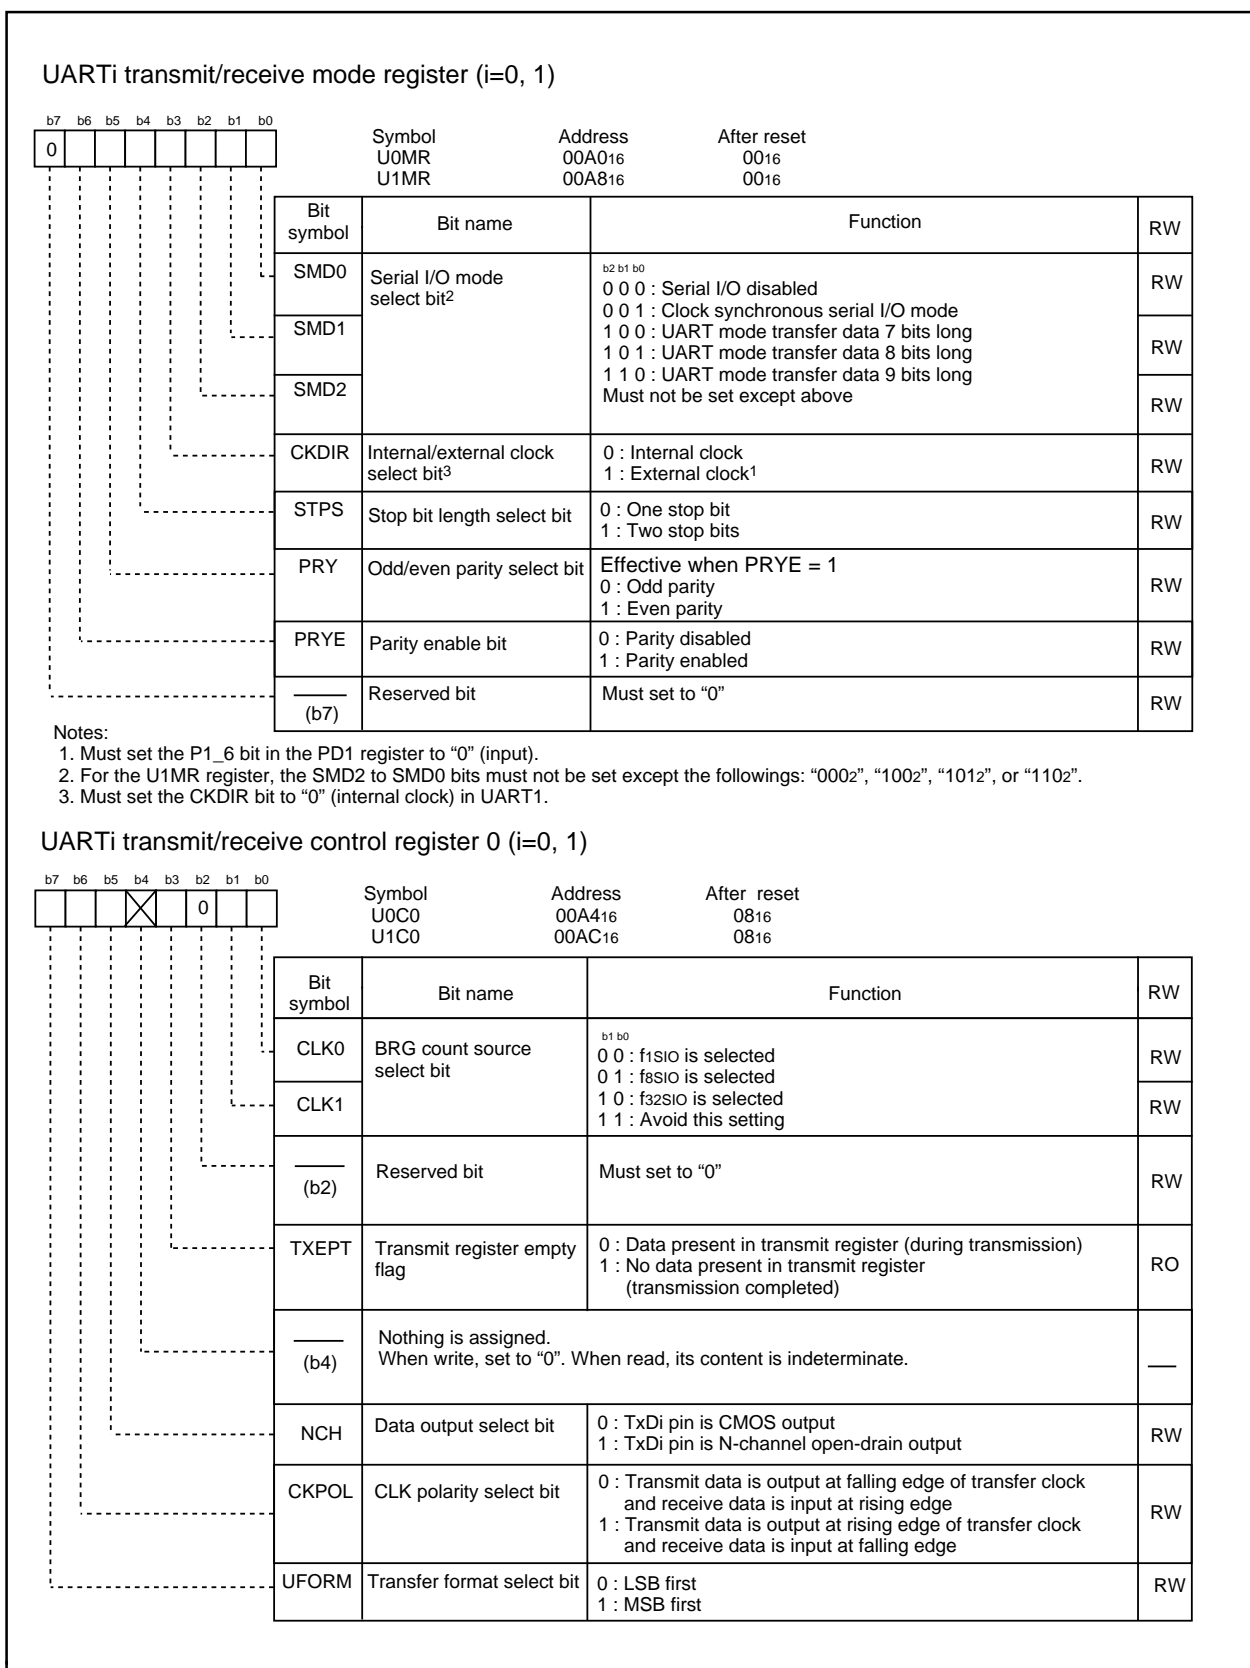 UARTi transmit/receive mode register (i=0, 1)
b7 b6 b5 b4 b3 b2 b1 b0
0
Symbol Address After reset
U0MR 00A016 0016
U1MR 00A816 0016
Bit symbol Bit name Function RW
SMD0 Serial I/O mode select bit2 RW
b2 b1 b0
0 0 0 : Serial I/O disabled
0 0 1 : Clock synchronous serial I/O mode
SMD1 1 0 0 : UART mode transfer data 7 bits long RW
1 0 1 : UART mode transfer data 8 bits long
1 1 0 : UART mode transfer data 9 bits long
SMD2 Must not be set except above RW
CKDIR Internal/external clock select bit3 RW
0 : Internal clock
1 : External clock1
STPS Stop bit length select bit RW
0 : One stop bit
1 : Two stop bits
PRY Odd/even parity select bit RW
Effective when PRYE = 1
0 : Odd parity
1 : Even parity
PRYE Parity enable bit RW
0 : Parity disabled
1 : Parity enabled
(b7) Reserved bit Must set to “0” RW
Notes:
1. Must set the P1_6 bit in the PD1 register to “0” (input).
2. For the U1MR register, the SMD2 to SMD0 bits must not be set except the followings: “0002”, “1002”, “1012”, or “1102”.
3. Must set the CKDIR bit to “0” (internal clock) in UART1.
UARTi transmit/receive control register 0 (i=0, 1)
b7 b6 b5 b4 b3 b2 b1 b0
0
Symbol Address After reset
U0C0 00A416 0816
U1C0 00AC16 0816
Bit symbol Bit name Function RW
CLK0 BRG count source select bit RW
b1 b0
0 0 : f1SIO is selected
0 1 : f8SIO is selected
CLK1 1 0 : f32SIO is selected RW
1 1 : Avoid this setting
(b2) Reserved bit Must set to “0” RW
TXEPT Transmit register empty flag RO
0 : Data present in transmit register (during transmission)
1 : No data present in transmit register
(transmission completed)
(b4) Nothing is assigned.
When write, set to “0”. When read, its content is indeterminate.
NCH Data output select bit RW
0 : TxDi pin is CMOS output
1 : TxDi pin is N-channel open-drain output
CKPOL CLK polarity select bit RW
0 : Transmit data is output at falling edge of transfer clock
and receive data is input at rising edge
1 : Transmit data is output at rising edge of transfer clock
and receive data is input at falling edge
UFORM Transfer format select bit RW
0 : LSB first
1 : MSB first